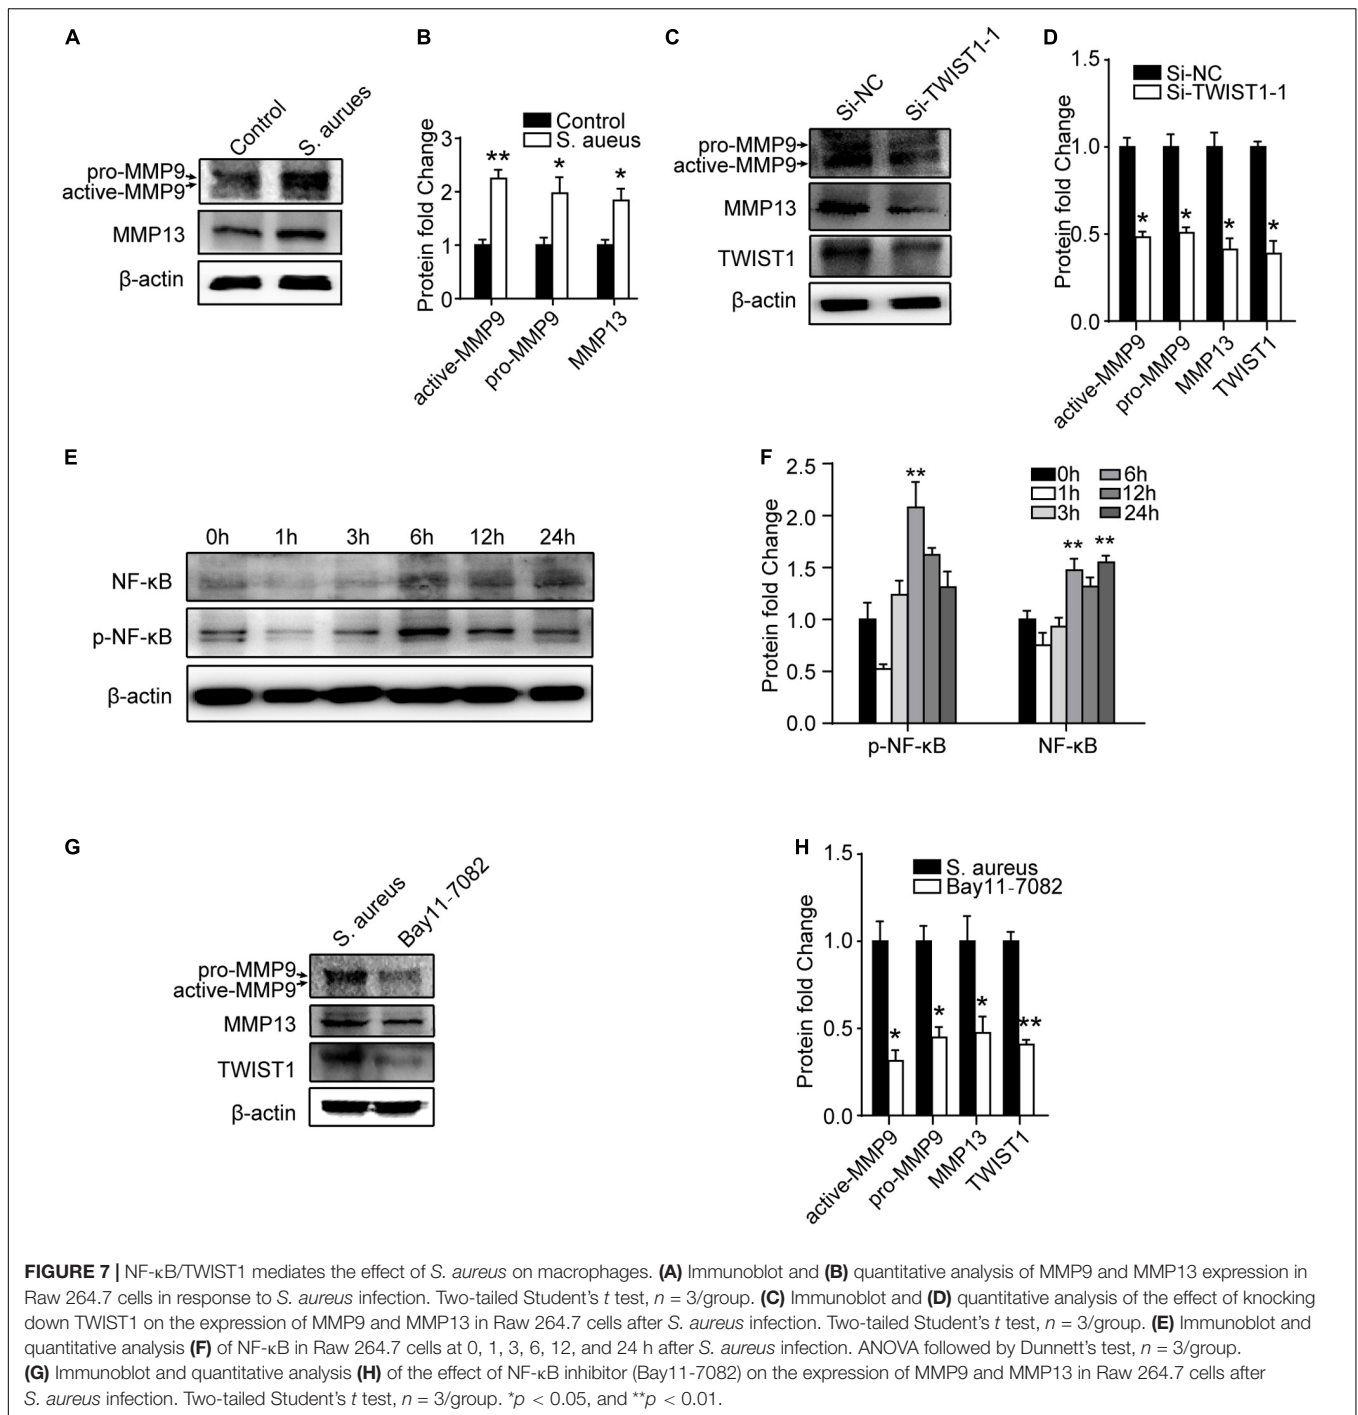 A
Control
S. aurues
pro-MMP9
active-MMP9
MMP13
β-actin
B
Control
S. aueus
Protein fold Change
3
2
1
0
**
*
*
active-MMP9
pro-MMP9
MMP13
C
Si-NC
Si-TWIST1-1
pro-MMP9
active-MMP9
MMP13
TWIST1
β-actin
D
Si-NC
Si-TWIST1-1
Protein fold Change
1.5
1.0
0.5
0.0
*
*
*
*
active-MMP9
pro-MMP9
MMP13
TWIST1
E
0h 1h 3h 6h 12h 24h
NF-κB
p-NF-κB
β-actin
F
0h 6h
1h 12h
3h 24h
Protein fold Change
2.5
2.0
1.5
1.0
0.5
0.0
**
** **
p-NF-κB NF-κB
G
S. aureus
Bay11-7082
pro-MMP9
active-MMP9
MMP13
TWIST1
β-actin
H
S. aureus
Bay11-7082
Protein fold Change
1.5
1.0
0.5
0.0
*
*
*
**
active-MMP9
pro-MMP9
MMP13
TWIST1
FIGURE 7 | NF-κB/TWIST1 mediates the effect of S. aureus on macrophages. (A) Immunoblot and (B) quantitative analysis of MMP9 and MMP13 expression in
Raw 264.7 cells in response to S. aureus infection. Two-tailed Student's t test, n = 3/group. (C) Immunoblot and (D) quantitative analysis of the effect of knocking
down TWIST1 on the expression of MMP9 and MMP13 in Raw 264.7 cells after S. aureus infection. Two-tailed Student's t test, n = 3/group. (E) Immunoblot and
quantitative analysis (F) of NF-κB in Raw 264.7 cells at 0, 1, 3, 6, 12, and 24 h after S. aureus infection. ANOVA followed by Dunnett's test, n = 3/group.
(G) Immunoblot and quantitative analysis (H) of the effect of NF-κB inhibitor (Bay11-7082) on the expression of MMP9 and MMP13 in Raw 264.7 cells after
S. aureus infection. Two-tailed Student's t test, n = 3/group. *p < 0.05, and **p < 0.01.